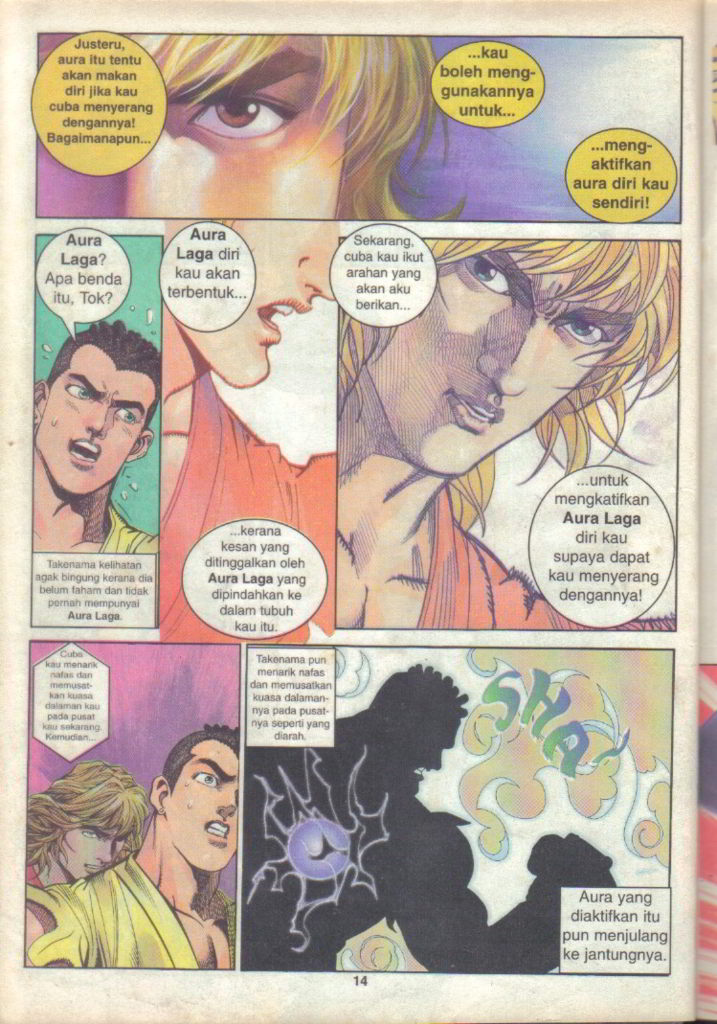 Justeru,
aura itu tentu
akan makan
diri jika kau
cuba menyerang
dengannya!
Bagaimanapun...
...kau
boleh meng-
gunakannya
untuk...
...meng-
aktifkan
aura diri kau
sendiri!
Aura
Laga?
Apa benda
itu, Tok?
Takenama kelihatan
agak bingung kerana dia
belum faham dan tidak
pernah mempunyai
Aura Laga.
Aura
Laga diri
kau akan
terbentuk...
...kerana
kesan yang
ditinggalkan oleh
Aura Laga yang
dipindahkan ke
dalam tubuh
kau itu.
Sekarang,
cuba kau ikut
arahan yang
akan aku
berikan...
...untuk
mengkatifkan
Aura Laga
diri kau
supaya dapat
kau menyerang
dengannya!
Cuba
kau menarik
nafas dan
memusat-
kan kuasa
dalaman kau
pada pusat
kau sekarang.
Kemudian...
Takenama pun
menarik nafas
dan memusatkan
kuasa dalaman-
nya pada pusat-
nya seperti yang
diarah.
SHA
Aura yang
diaktifkan itu
pun menjulang
ke jantungnya.
14